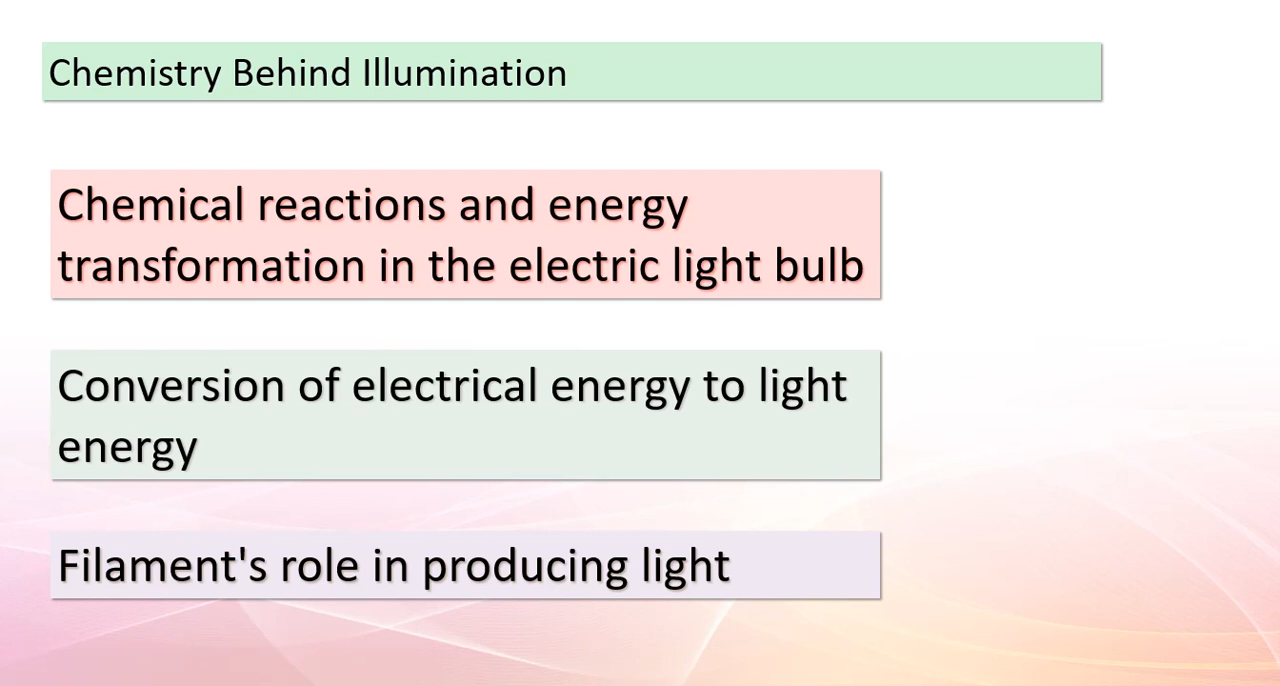 Chemistry Behind Illumination
Chemical reactions and energy
transformation in the electric light bulb
Conversion of electrical energy to light
energy
Filament's role in producing light